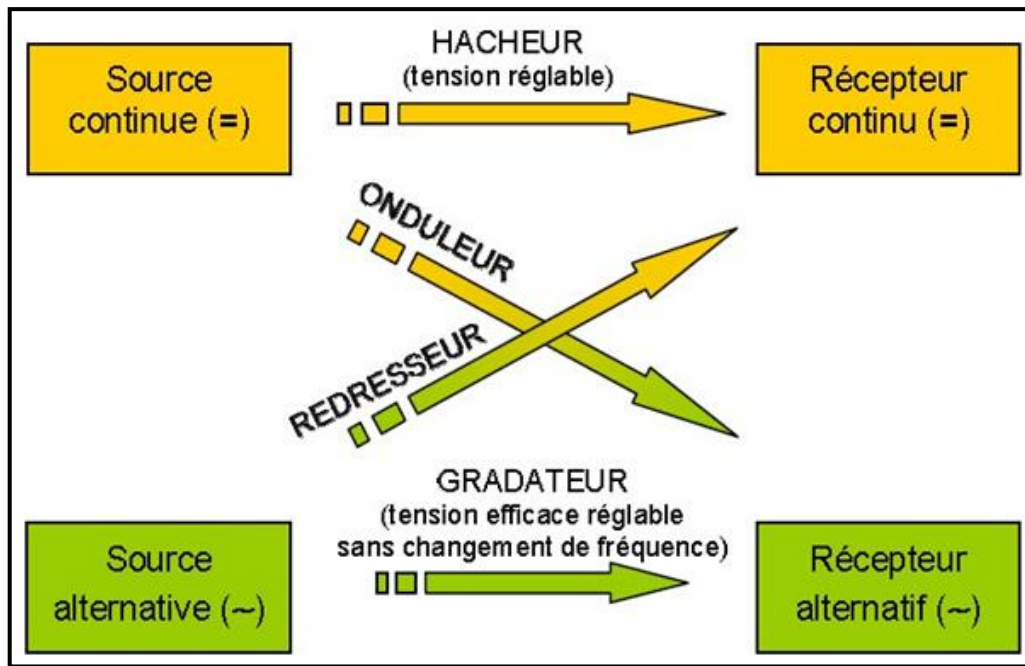 HACHEUR
(tension réglable)
Source
continue (=)
Récepteur
continu (=)
ONDULEUR
REDRESSEUR
GRADATEUR
(tension efficace réglable
sans changement de fréquence)
Source
alternative (~)
Récepteur
alternatif (~)